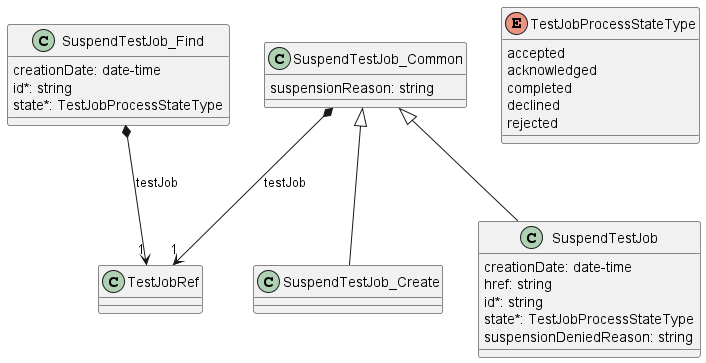 C SuspendTestJob_Find
creationDate: date-time
id*: string
state*: TestJobProcessStateType
C SuspendTestJob_Common
suspensionReason: string
E TestJobProcessStateType
accepted
acknowledged
completed
declined
rejected
testJob
testJob
1
1
C TestJobRef
C SuspendTestJob_Create
C SuspendTestJob
creationDate: date-time
href: string
id*: string
state*: TestJobProcessStateType
suspensionDeniedReason: string